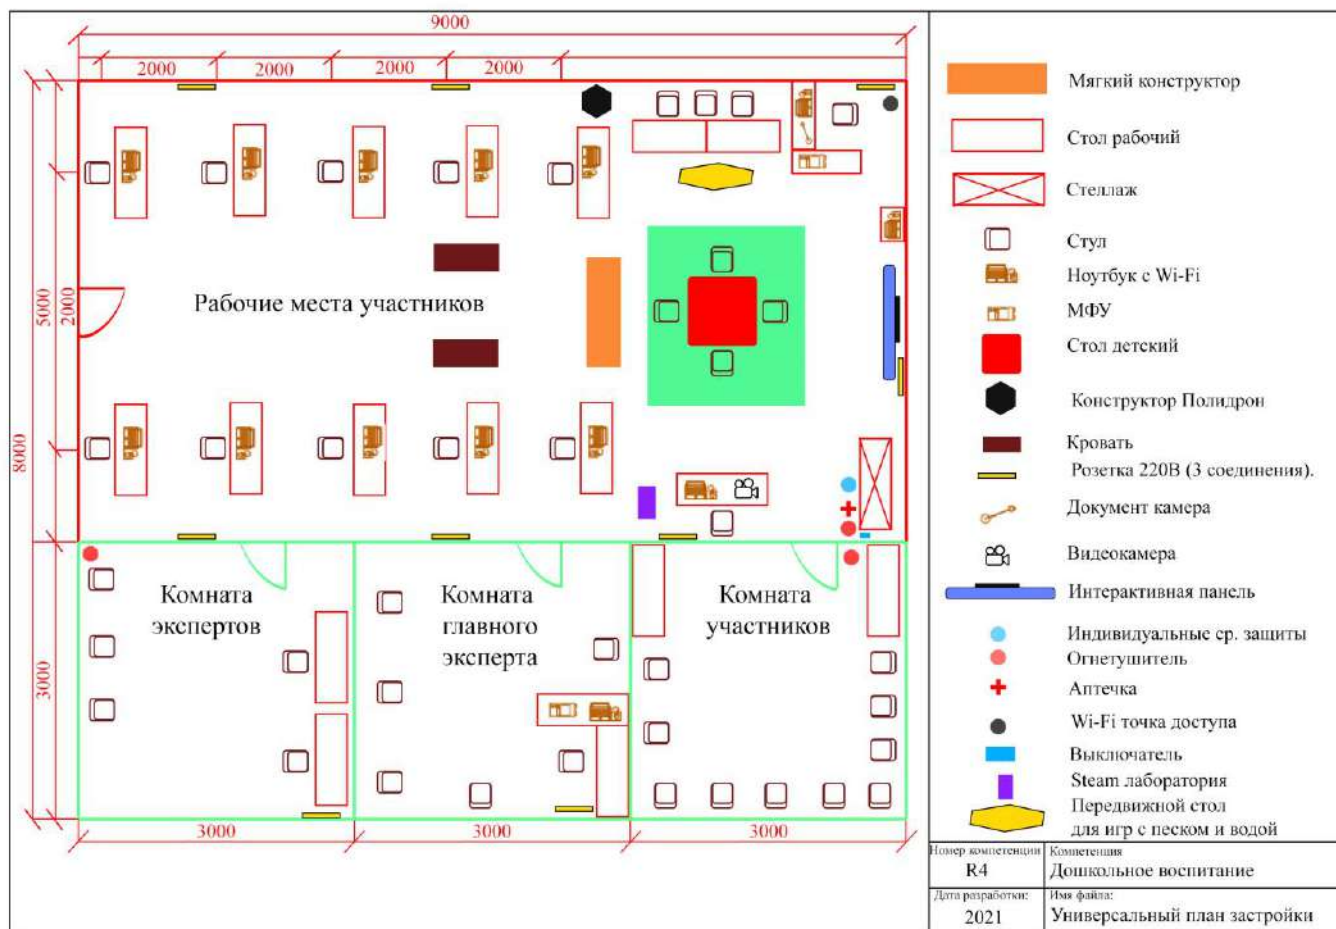 9000
2000
2000
2000
2000
8000
5000
2000
3000
Рабочие места участников
Комната
экспертов
Комната
главного
эксперта
Комната
участников
3000
3000
3000
Мягкий конструктор
Стол рабочий
Стеллаж
Стул
Ноутбук с Wi-Fi
МФУ
Стол детский
Конструктор Полидрон
Кровать
Розетка 220В (3 соединения).
Документ камера
Видеокамера
Интерактивная панель
Индивидуальные ср. защиты
Огнетушитель
Аптечка
Wi-Fi точка доступа
Выключатель
Steam лаборатория
Передвижной стол
для игр с песком и водой
Номер компетенции
R4
Компетенция
Дошкольное воспитание
Дата разработки:
2021
Имя файла:
Универсальный план застройки